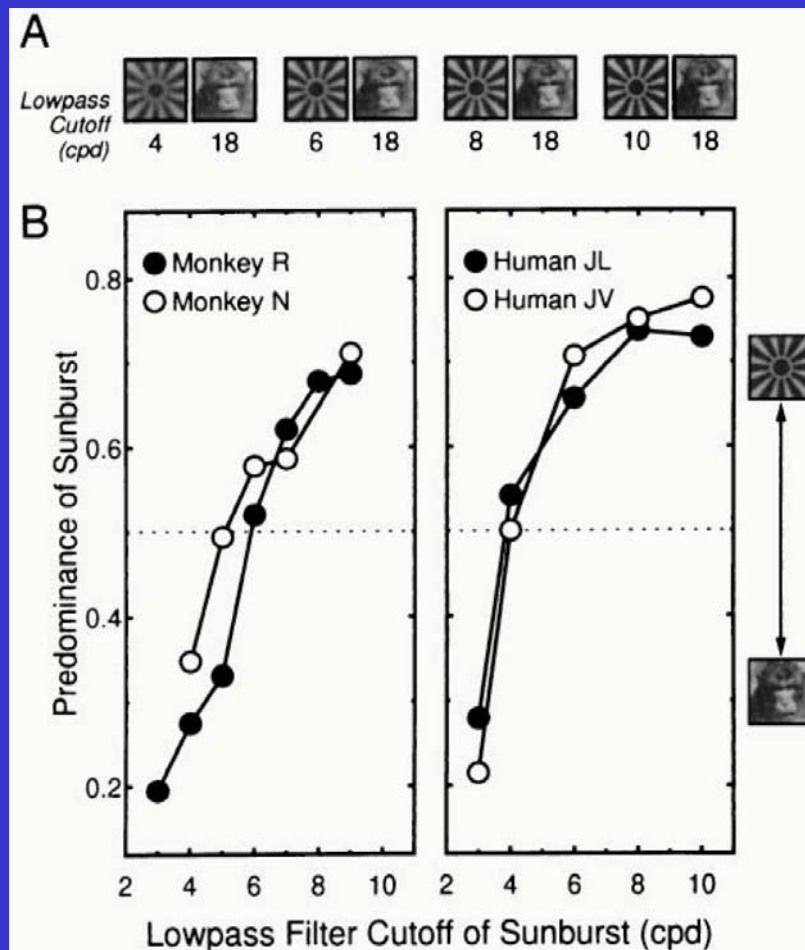 A
Lowpass
Cutoff
(cpd)
4 18 6 18 8 18 10 18
B
Monkey R
Monkey N
Human JL
Human JV
Predominance of Sunburst
0.8
0.6
0.4
0.2
2 4 6 8 10 2 4 6 8 10
Lowpass Filter Cutoff of Sunburst (cpd)